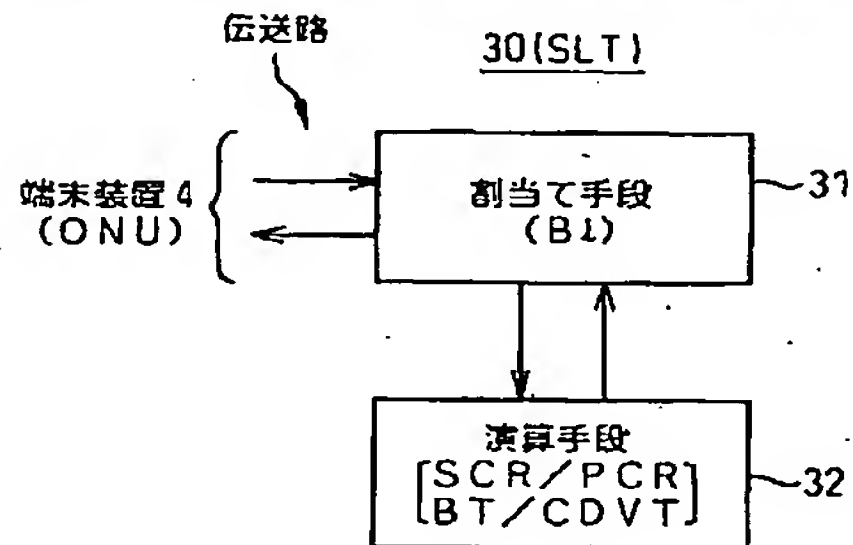 伝送路
30(SLT)
端末装置4
(ONU)
割当て手段
(Bi)
31
演算手段
[SCR/PCR
BT/CDVT]
32